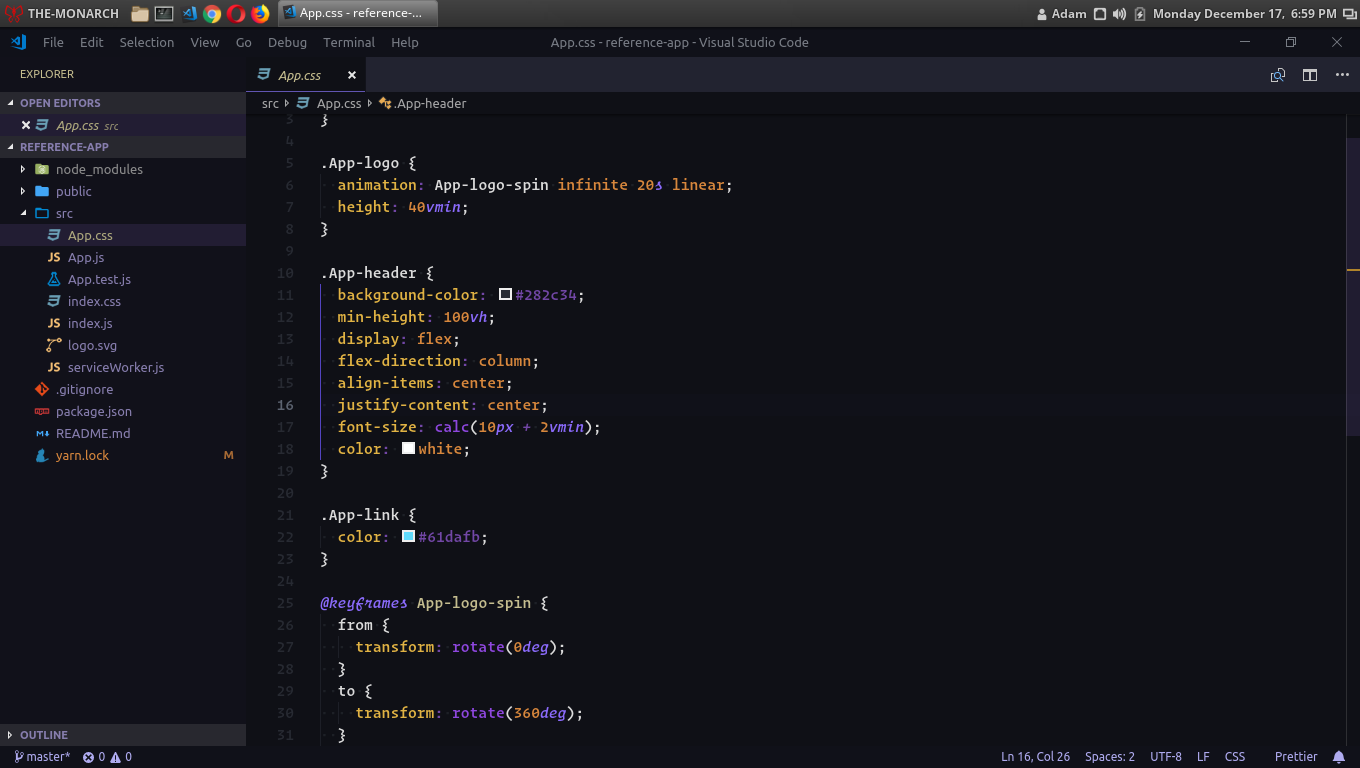 THE-MONARCH
App.css - reference-...
Adam
Monday December 17, 6:59 PM
File Edit Selection View Go Debug Terminal Help
App.css - reference-app - Visual Studio Code
EXPLORER
OPEN EDITORS
App.css src
REFERENCE-APP
node_modules
public
src
App.css
JS App.js
App.test.js
index.css
JS index.js
logo.svg
JS serviceWorker.js
.gitignore
package.json
README.md
yarn.lock M
OUTLINE
App.css
src App.css .App-header
3 }
4
5 .App-logo {
6 animation: App-logo-spin infinite 20s linear;
7 height: 40vmin;
8 }
9
10 .App-header {
11 background-color: #282c34;
12 min-height: 100vh;
13 display: flex;
14 flex-direction: column;
15 align-items: center;
16 justify-content: center;
17 font-size: calc(10px + 2vmin);
18 color: white;
19 }
20
21 .App-link {
22 color: #61dafb;
23 }
24
25 @keyframes App-logo-spin {
26 from {
27 transform: rotate(0deg);
28 }
29 to {
30 transform: rotate(360deg);
31 }
master* 0 0
Ln 16, Col 26 Spaces: 2 UTF-8 LF CSS Prettier